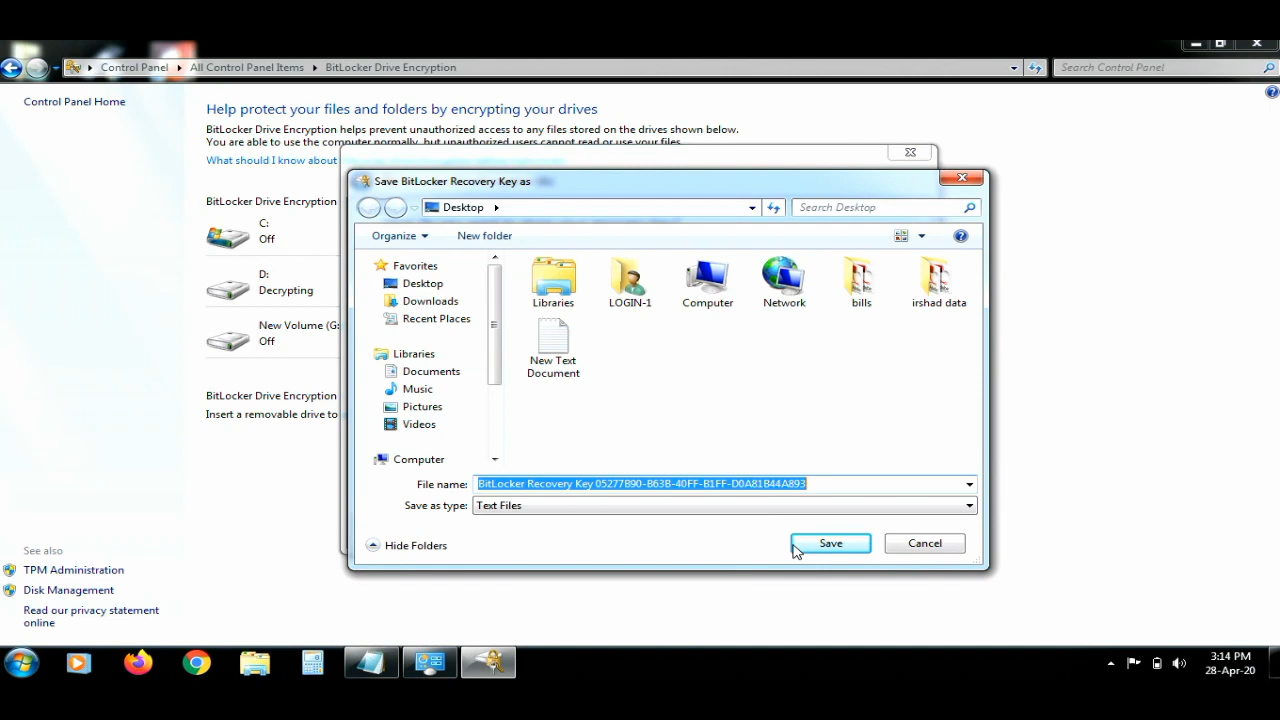 Control Panel
All Control Panel Items
BitLocker Drive Encryption
Search Control Panel
Control Panel Home
Help protect your files and folders by encrypting your drives
BitLocker Drive Encryption helps prevent unauthorized access to any files stored on the drives shown below.
You are able to use the computer normally, but unauthorized users cannot read or use your files.
What should I know about
BitLocker Drive Encryption
C:
Off
D:
Decrypting
New Volume (G:
Off
BitLocker Drive Encryption
Insert a removable drive to
Save BitLocker Recovery Key as
Desktop
Search Desktop
Organize
New folder
Favorites
Desktop
Downloads
Recent Places
Libraries
Documents
Music
Pictures
Videos
Computer
Libraries
LOGIN-1
Computer
Network
bills
irshad data
New Text
Document
File name:
BitLocker Recovery Key 05277B90-B63B-40FF-B1FF-D0A81B44A893
Save as type:
Text Files
Hide Folders
Save
Cancel
See also
TPM Administration
Disk Management
Read our privacy statement
online
3:14 PM
28-Apr-20